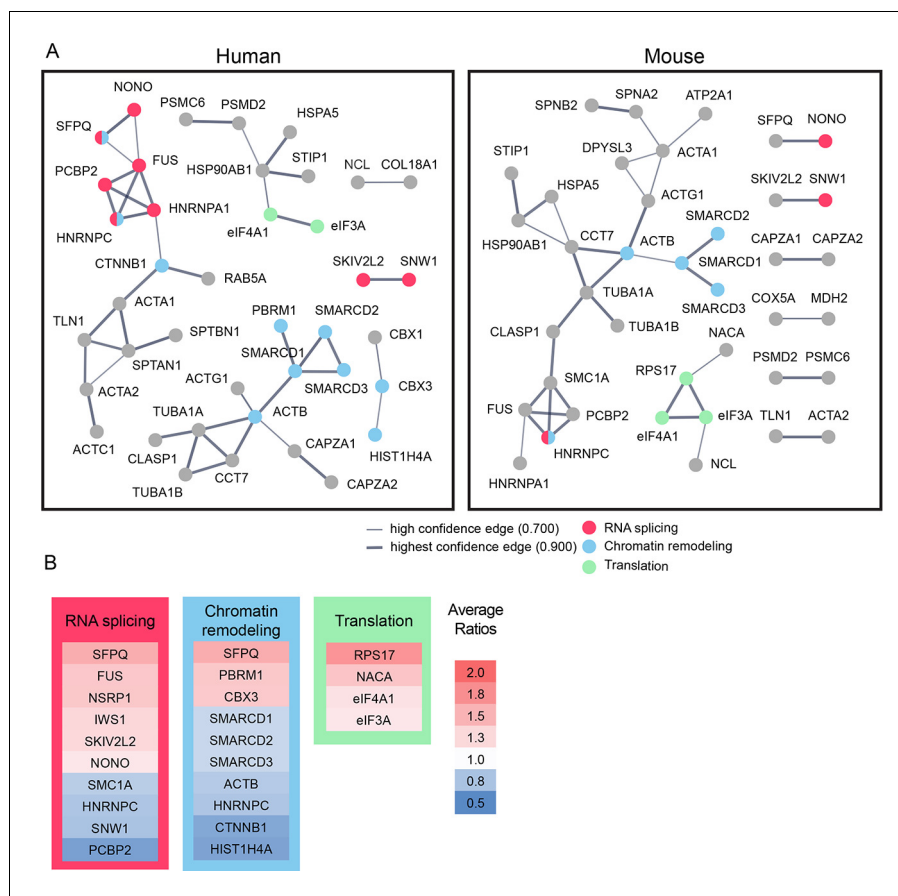 A
Human
Mouse
NONO
PSMC6
PSMD2
SFPQ
HSPA5
FUS
STIP1
PCBP2
HSP90AB1
NCL
COL18A1
HNRNPA1
HNRNPC
eIF4A1
eIF3A
CTNNB1
RAB5A
SKIV2L2
SNW1
ACTA1
TLN1
SPTBN1
PBRM1
SMARCD2
CBX1
SPTAN1
SMARCD1
ACTA2
ACTG1
SMARCD3
CBX3
TUBA1A
ACTB
ACTC1
CAPZA1
CLASP1
HIST1H4A
CCT7
TUBA1B
CAPZA2
SPNB2
SPNA2
ATP2A1
SFPQ
NONO
DPYSL3
ACTA1
STIP1
HSPA5
ACTG1
SKIV2L2
SNW1
SMARCD2
HSP90AB1
CCT7
ACTB
SMARCD1
CAPZA1
CAPZA2
TUBA1A
SMARCD3
COX5A
MDH2
CLASP1
TUBA1B
NACA
RPS17
PSMD2
PSMC6
SMC1A
FUS
PCBP2
eIF3A
TLN1
ACTA2
eIF4A1
HNRNPC
NCL
HNRNPA1
high confidence edge (0.700)
highest confidence edge (0.900)
RNA splicing
Chromatin remodeling
Translation
B
RNA splicing
SFPQ
FUS
NSRP1
IWS1
SKIV2L2
NONO
SMC1A
HNRNPC
SNW1
PCBP2
Chromatin
remodeling
SFPQ
PBRM1
CBX3
SMARCD1
SMARCD2
SMARCD3
ACTB
HNRNPC
CTNNB1
HIST1H4A
Translation
RPS17
NACA
eIF4A1
eIF3A
Average
Ratios
2.0
1.8
1.5
1.3
1.0
0.8
0.5